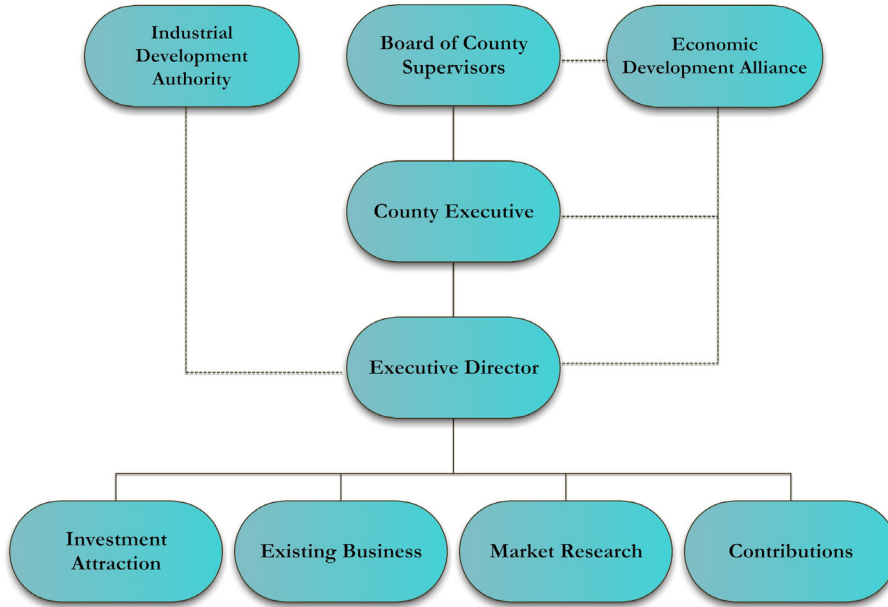 Industrial
Development
Authority
Board of County
Supervisors
Economic
Development Alliance
County Executive
Executive Director
Investment
Attraction
Existing Business
Market Research
Contributions